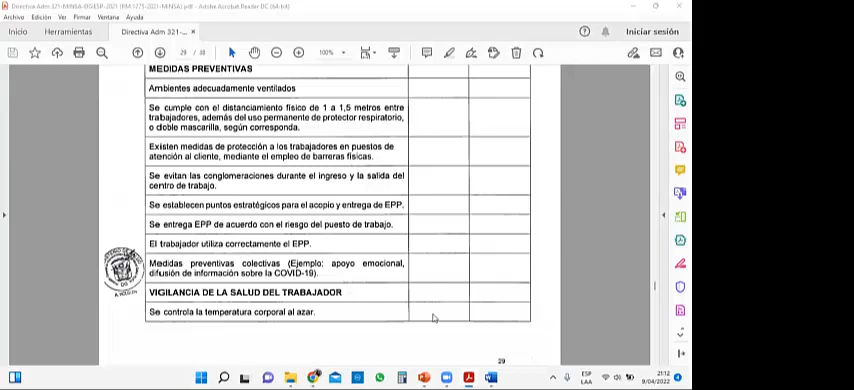 Directiva Adm 321-MINSA-DGIESP-2021 (RM 1275-2021-MINSA).pdf - Adobe Acrobat Reader DC (64-bit)
Archivo Edición Ver Firmar Ventana Ayuda
Inicio Herramientas Directiva Adm 321-... × Iniciar sesión
29 / 38 100%
MEDIDAS PREVENTIVAS
Ambientes adecuadamente ventilados
Se cumple con el distanciamiento físico de 1 a 1,5 metros entre
trabajadores, además del uso permanente de protector respiratorio,
o doble mascarilla, según corresponda.
Existen medidas de protección a los trabajadores en puestos de
atención al cliente, mediante el empleo de barreras físicas.
Se evitan las conglomeraciones durante el ingreso y la salida del
centro de trabajo.
Se establecen puntos estratégicos para el acopio y entrega de EPP.
Se entrega EPP de acuerdo con el riesgo del puesto de trabajo.
El trabajador utiliza correctamente el EPP.
Medidas preventivas colectivas (Ejemplo: apoyo emocional,
difusión de información sobre la COVID-19).
VIGILANCIA DE LA SALUD DEL TRABAJADOR
Se controla la temperatura corporal al azar.
29
ESP
LAA
21:12
9/04/2022